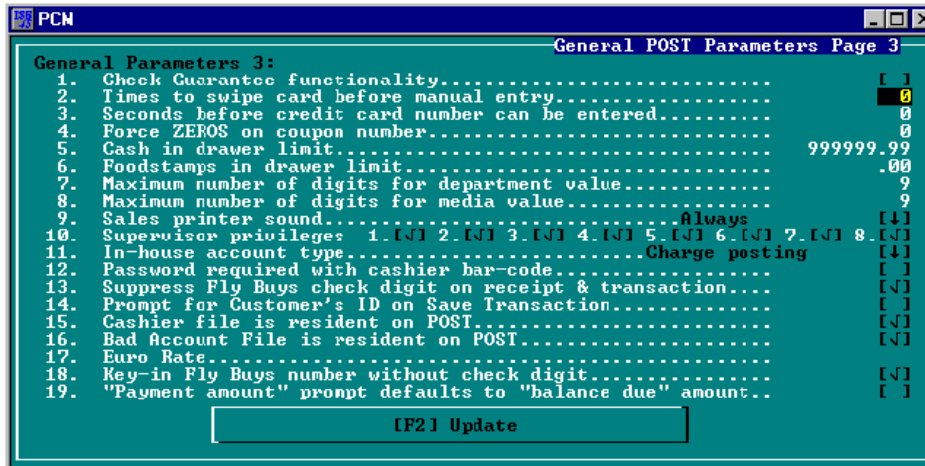 PCM
General POST Parameters Page 3
General Parameters 3:
1. Check Guarantee functionality............................. [ ]
2. Times to swipe card before manual entry................... 0
3. Seconds before credit card number can be entered.......... 0
4. Force ZEROS on coupon number.............................. 0
5. Cash in drawer limit...................................... 999999.99
6. Foodstamps in drawer limit................................ .00
7. Maximum number of digits for department value............. 9
8. Maximum number of digits for media value.................. 9
9. Sales printer sound...............................Always [↓]
10. Supervisor privileges 1.[√] 2.[√] 3.[√] 4.[√] 5.[√] 6.[√] 7.[√] 8.[√]
11. In-house account type..........................Charge posting [↓]
12. Password required with cashier bar-code................... [ ]
13. Suppress Fly Buys check digit on receipt & transaction.... [√]
14. Prompt for Customer's ID on Save Transaction.............. [ ]
15. Cashier file is resident on POST.......................... [√]
16. Bad Account File is resident on POST...................... [√]
17. Euro Rate.................................................
18. Key-in Fly Buys number without check digit................ [√]
19. "Payment amount" prompt defaults to "balance due" amount.. [ ]
[F2] Update